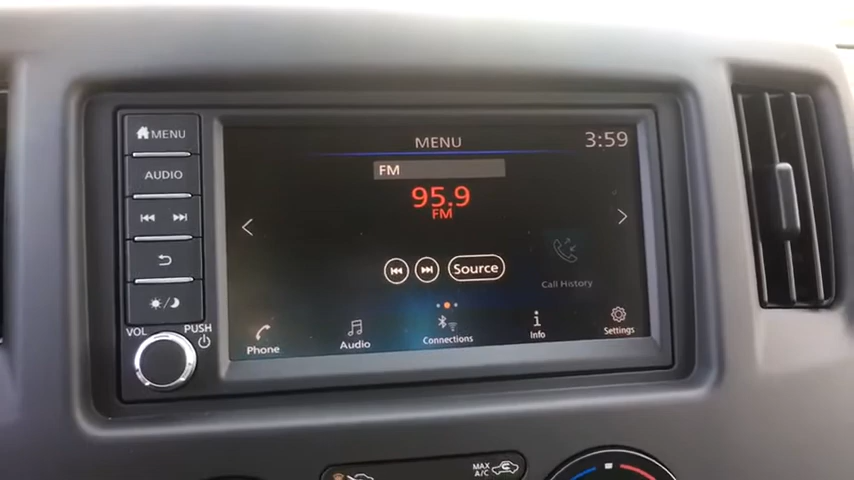 MENU
AUDIO
VOL
PUSH
MENU
3:59
FM
95.9
FM
Source
Call History
Phone
Audio
Connections
Info
Settings
MAX
A/C